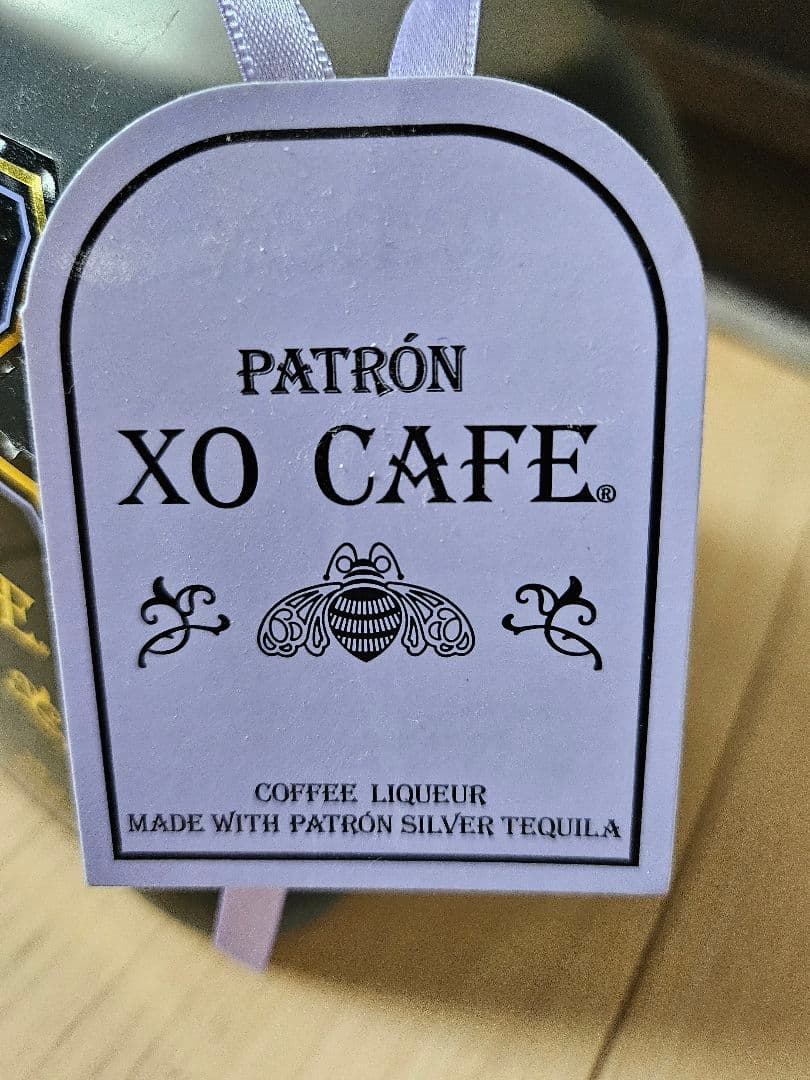 PATRÓN
XO CAFE®
COFFEE LIQUEUR
MADE WITH PATRÓN SILVER TEQUILA